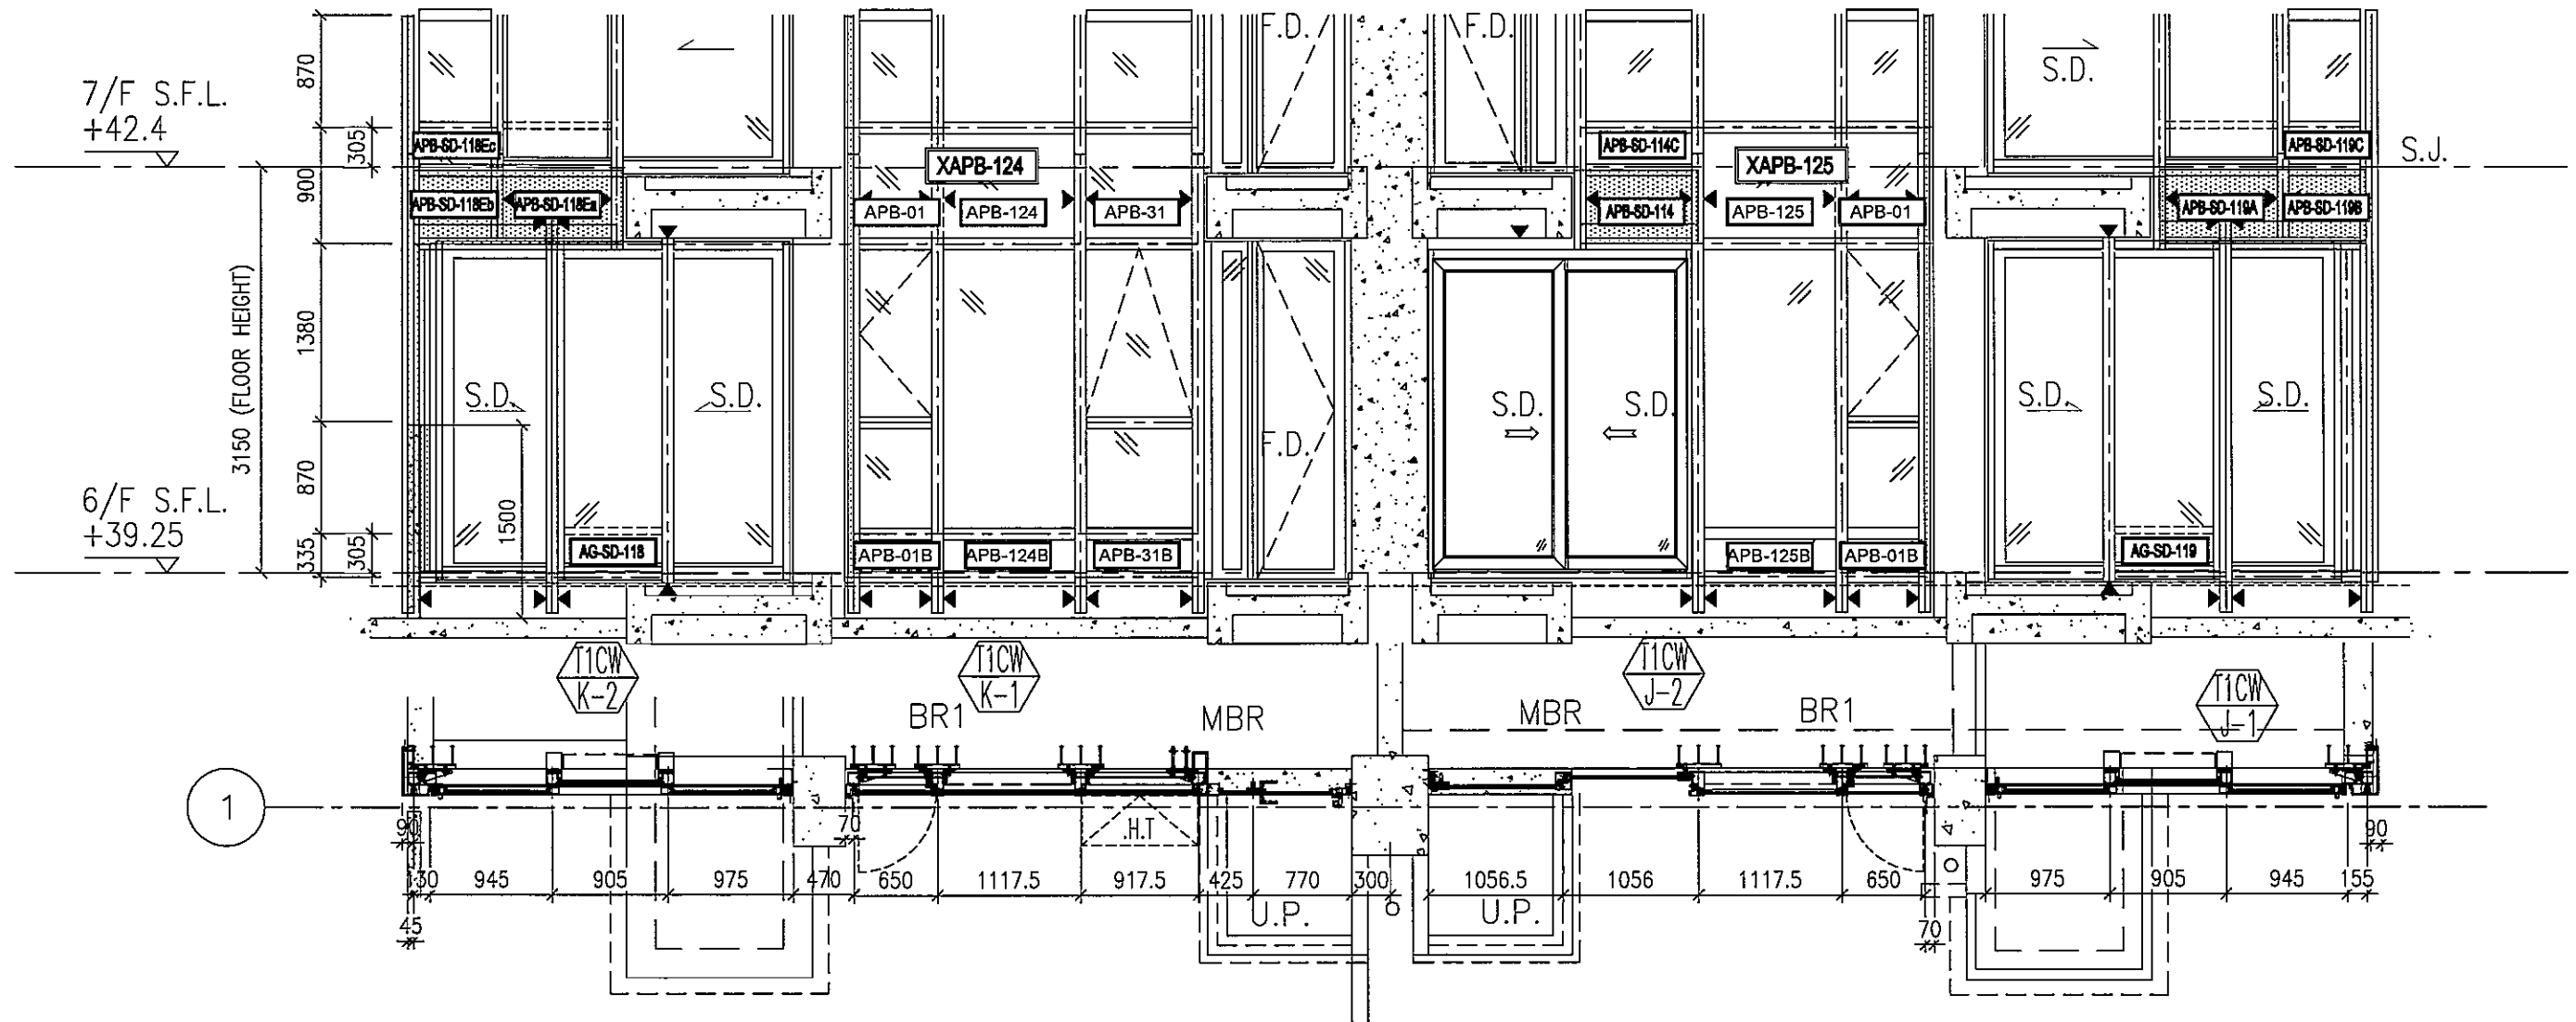 F.D.
F.D.
S.D.
870
7/F S.F.L.
+42.4
305
900
APB-SD-118Ec
XAPB-124
APB-SD-114C
XAPB-125
APB-SD-119C
S.J.
APB-SD-118Eb
APB-SD-118Ea
APB-01
APB-124
APB-31
APB-SD-114
APB-125
APB-01
APB-SD-119A
APB-SD-119B
3150 (FLOOR HEIGHT)
1380
S.D.
S.D.
S.D.
S.D.
S.D.
S.D.
F.D.
870
1500
6/F S.F.L.
+39.25
335
305
AG-SD-118
APB-01B
APB-124B
APB-31B
APB-125B
APB-01B
AG-SD-119
T1CW
K-2
T1CW
K-1
T1CW
J-2
T1CW
J-1
BR1
MBR
MBR
BR1
1
90
70
H.T
90
945
905
975
470
650
1117.5
917.5
425
770
300
1056.5
1056
1117.5
650
975
905
945
155
45
U.P.
U.P.
70